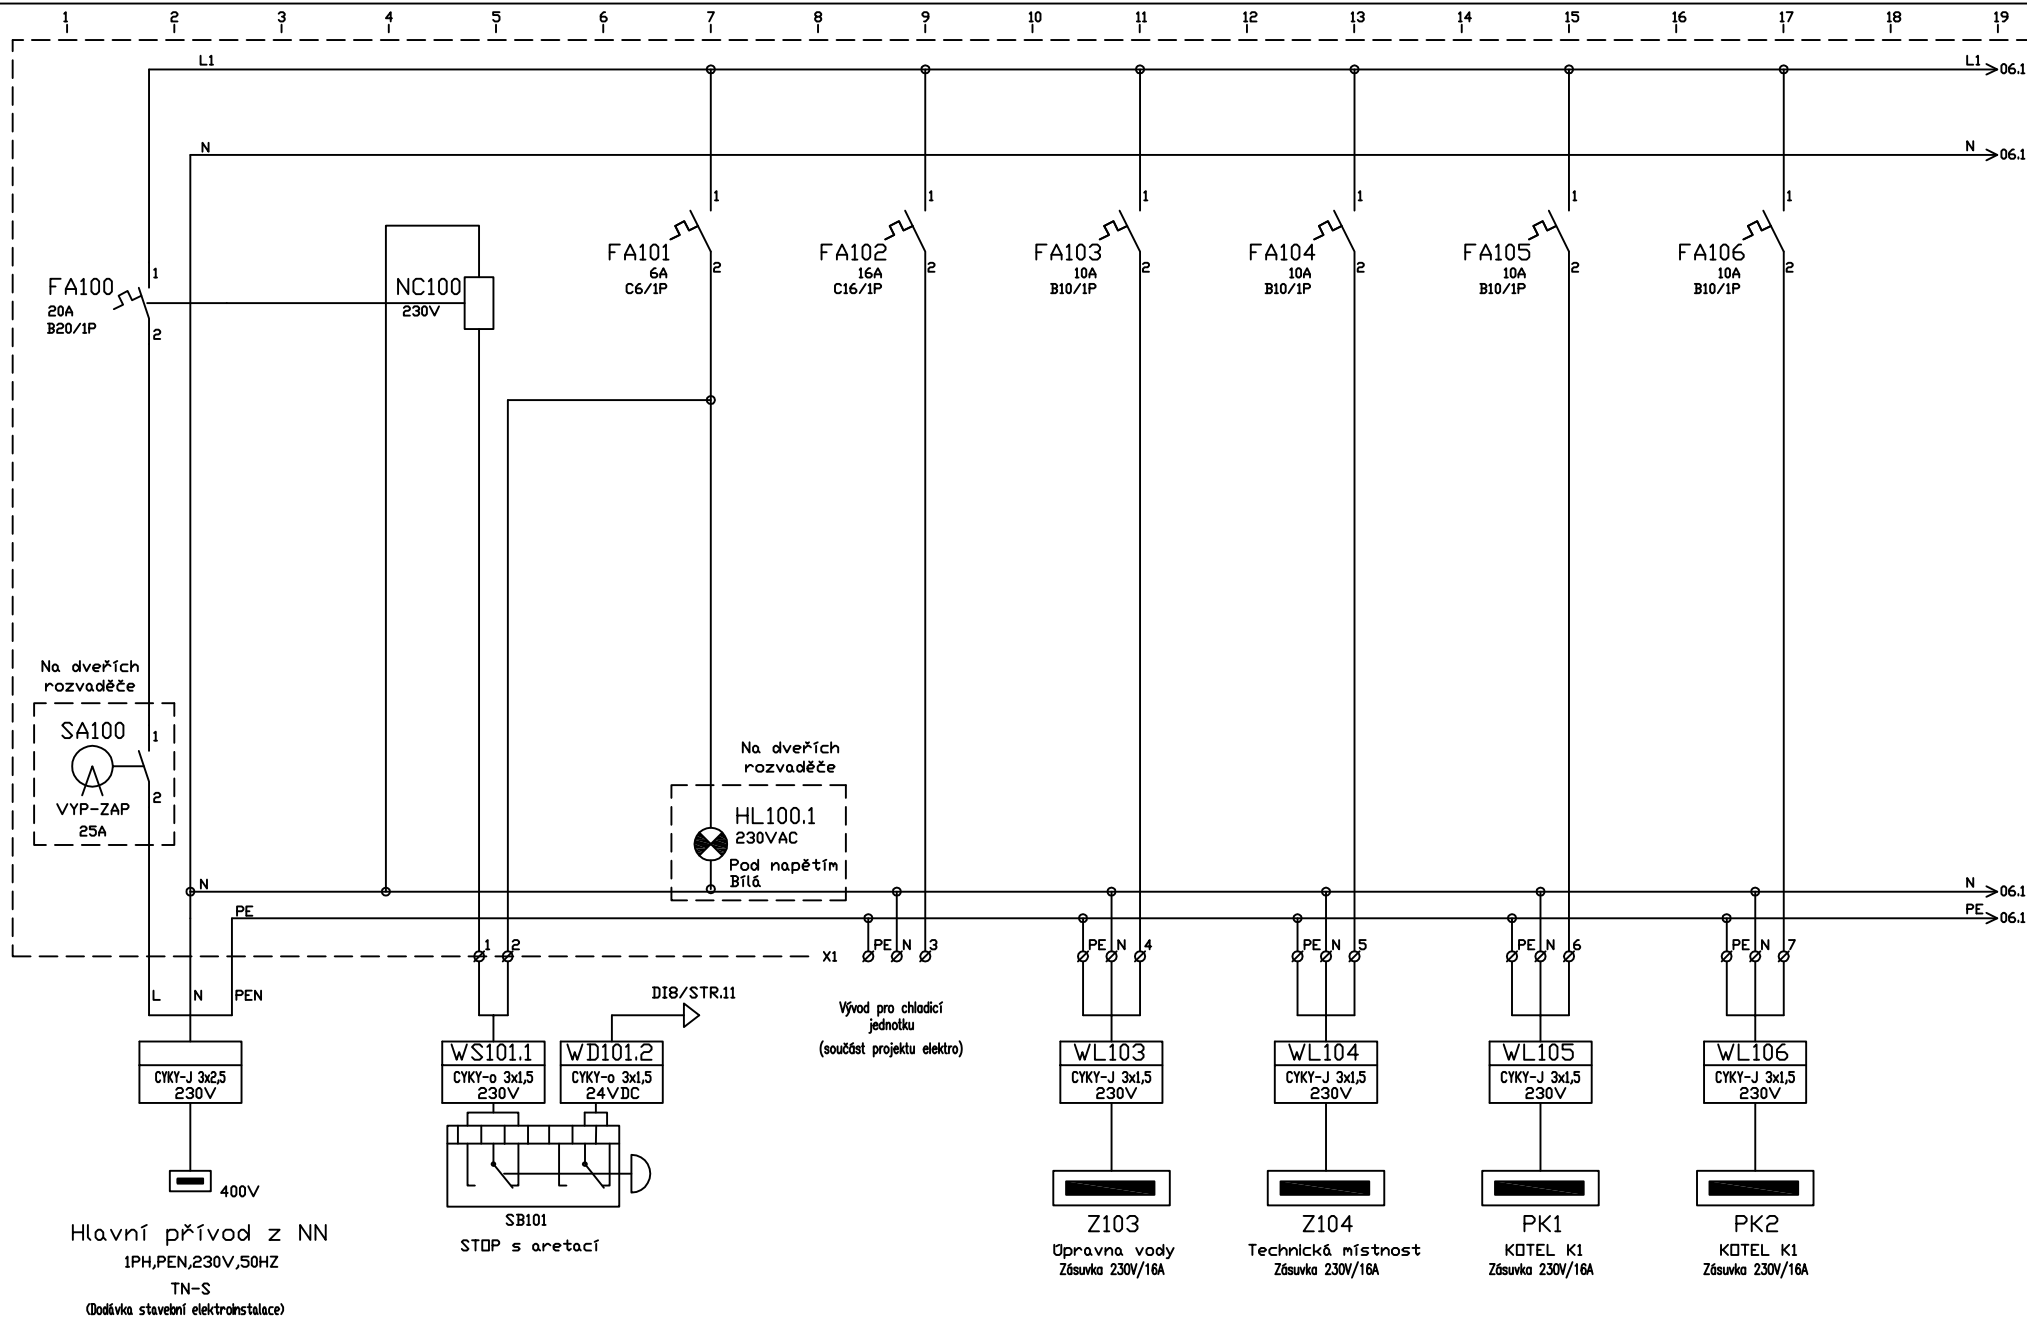 1 2 3 4 5 6 7 8 9 10 11 12 13 14 15 16 17 18 19
L1
L1
06.1
N
N
06.1
FA100
20A
B20/1P
1
2
NC100
230V
FA101
6A
C6/1P
1
2
FA102
16A
C16/1P
1
2
FA103
10A
B10/1P
1
2
FA104
10A
B10/1P
1
2
FA105
10A
B10/1P
1
2
FA106
10A
B10/1P
1
2
Na dveřích
rozvaděče
SA100
1
2
VYP-ZAP
25A
Na dveřích
rozvaděče
HL100.1
230VAC
Pod napětím
Bílá
N
N
06.1
PE
PE
06.1
1 2
X1
PE N 3
PE N 4
PE N 5
PE N 6
PE N 7
L N PEN
DI8/STR.11
Vývod pro chladicí
jednotku
(součást projektu elektro)
CYKY-J 3x2,5
230V
WS101.1
CYKY-o 3x1,5
230V
WD101.2
CYKY-o 3x1,5
24VDC
WL103
CYKY-J 3x1,5
230V
WL104
CYKY-J 3x1,5
230V
WL105
CYKY-J 3x1,5
230V
WL106
CYKY-J 3x1,5
230V
400V
Hlavní přívod z NN
1PH,PEN,230V,50HZ
TN-S
(Dodávka stavební elektroinstalace)
SB101
STOP s aretací
Z103
Úpravna vody
Zásuvka 230V/16A
Z104
Technická místnost
Zásuvka 230V/16A
PK1
KOTEL K1
Zásuvka 230V/16A
PK2
KOTEL K1
Zásuvka 230V/16A